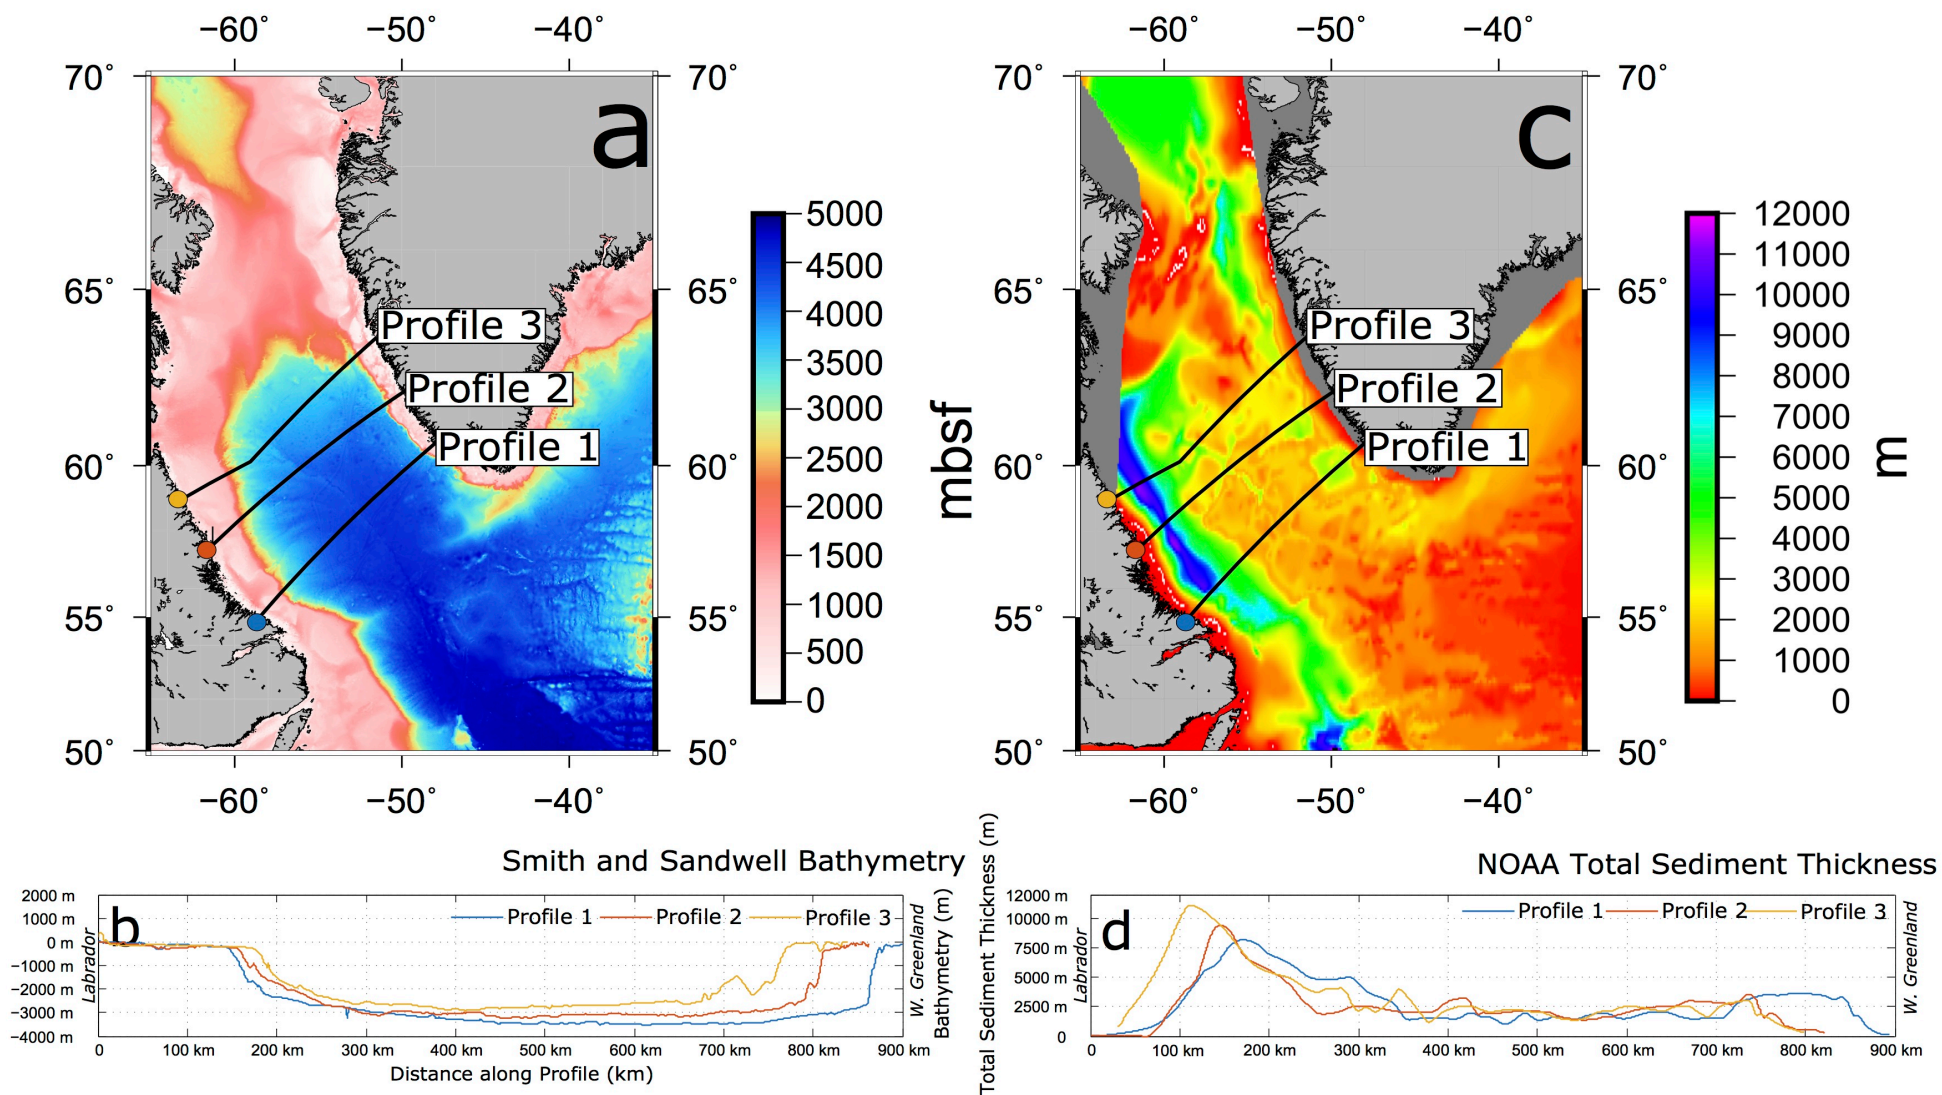 −60° −50° −40° −60° −50° −40°
70° 70° 70° 70°
a c
12000
5000 11000
4500 10000
65° 65° 65° 65°
4000 9000
Profile 3 Profile 3
3500 8000
Profile 2 Profile 2
3000 7000
Profile 1 Profile 1
60° 60° 60° 60°
2500 6000
mbsf m
2000 5000
1500 4000
1000 3000
55° 55° 55° 55°
500 2000
0 1000
0
50° 50° 50° 50°
−60° −50° −40° −60° −50° −40°
Smith and Sandwell Bathymetry
2000 m
1000 m
0 m
−1000 m
−2000 m
−3000 m
−4000 m
b
Profile 1 Profile 2 Profile 3
Labrador
W. Greenland
Bathymetry (m)
0 100 km 200 km 300 km 400 km 500 km 600 km 700 km 800 km 900 km
Distance along Profile (km)
NOAA Total Sediment Thickness
Total Sediment Thickness (m)
12000 m
10000 m
7500 m
5000 m
2500 m
0
d
Profile 1 Profile 2 Profile 3
Labrador
W. Greenland
0 100 km 200 km 300 km 400 km 500 km 600 km 700 km 800 km 900 km